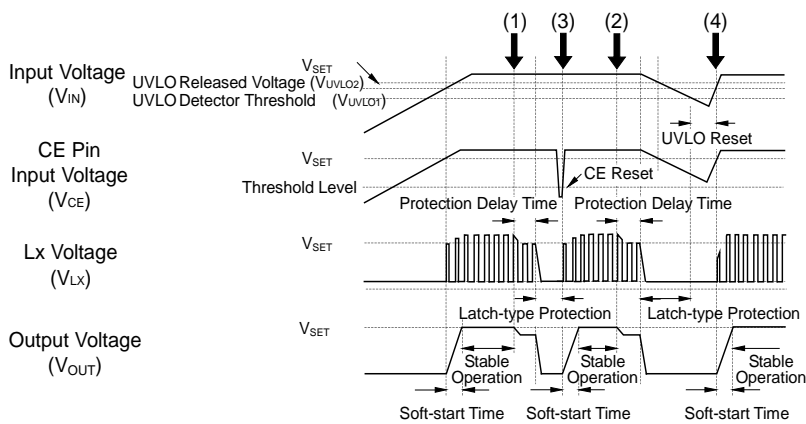 (1) (3) (2) (4)
VSET
Input Voltage
(VIN)
UVLO Released Voltage (VUVLO2)
UVLO Detector Threshold (VUVLO1)
UVLO Reset
CE Pin
Input Voltage
(VCE)
VSET
Threshold Level
CE Reset
Protection Delay Time Protection Delay Time
Lx Voltage
(VLX)
VSET
Latch-type Protection Latch-type Protection
Output Voltage
(VOUT)
VSET
Stable
Operation
Stable
Operation
Stable
Operation
Soft-start Time Soft-start Time Soft-start Time